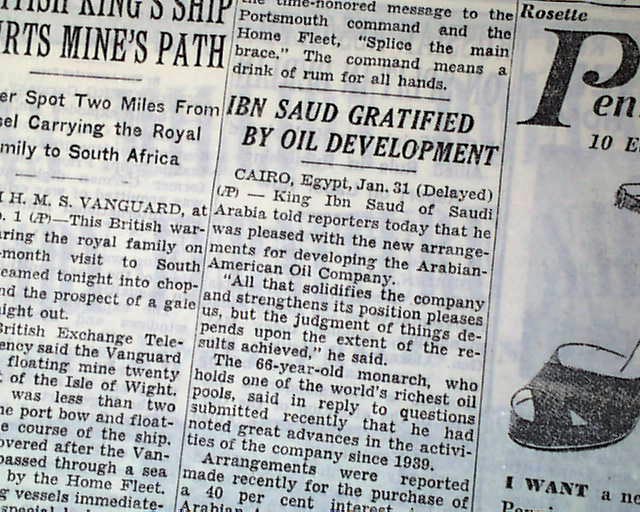 KING'S SHIP
MINE'S PATH
Spot Two Miles From
Carrying the Royal
to South Africa
H. M. S. VANGUARD, at
1 (AP)—This British war-
the royal family on
-month visit to South
tonight into chop-
the prospect of a gale
out.
British Exchange Tele-
said the Vanguard
floating mine twenty
of the Isle of Wight.
was less than two
port bow and float-
course of the ship.
after the Van-
passed through a sea
by the Home Fleet.
vessels immediate-
the time-honored message to the
Portsmouth command and the
Home Fleet, “Splice the main
brace.” The command means a
drink of rum for all hands.
IBN SAUD GRATIFIED
BY OIL DEVELOPMENT
CAIRO, Egypt, Jan. 31 (Delayed)
(AP) — King Ibn Saud of Saudi
Arabia told reporters today that he
was pleased with the new arrange-
ments for developing the Arabian-
American Oil Company.
“All that solidifies the company
and strengthens its position pleases
us, but the judgment of things de-
pends upon the extent of the re-
sults achieved,” he said.
The 66-year-old monarch, who
holds one of the world's richest oil
pools, said in reply to questions
submitted recently that he had
noted great advances in the activi-
ties of the company since 1939.
Arrangements were reported
made recently for the purchase of
a 40 per cent interest
Rosette
10
I WANT a